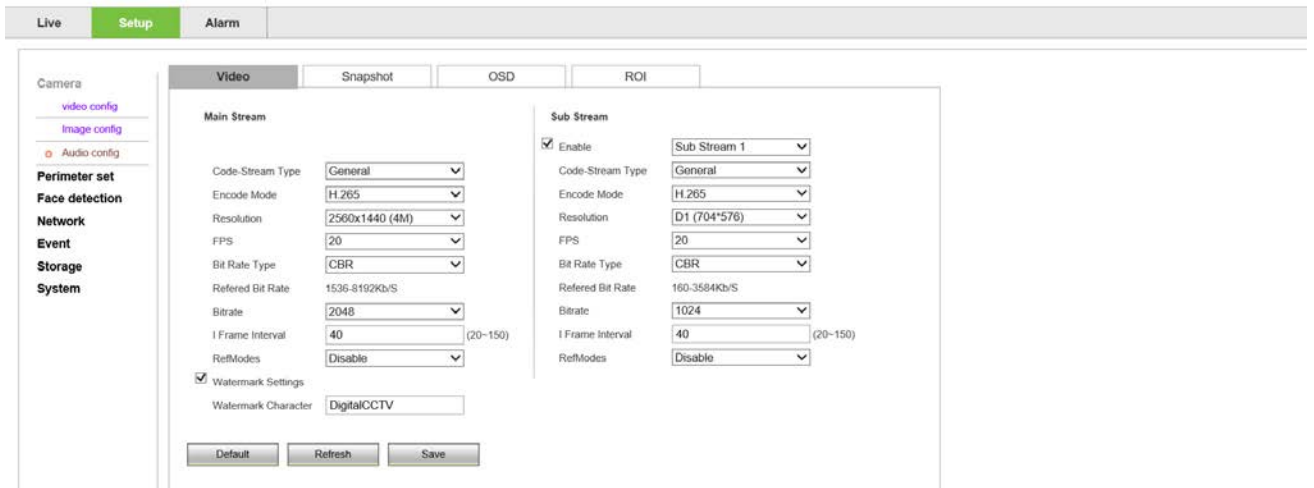 Live Setup Alarm
Camera
video config
Image config
Audio config
Perimeter set
Face detection
Network
Event
Storage
System
Video Snapshot OSD ROI
Main Stream
Code-Stream Type General
Encode Mode H.265
Resolution 2560x1440 (4M)
FPS 20
Bit Rate Type CBR
Refered Bit Rate 1536-8192Kb/S
Bitrate 2048
I Frame Interval 40 (20~150)
RefModes Disable
Watermark Settings
Watermark Character DigitalCCTV
Sub Stream
Enable Sub Stream 1
Code-Stream Type General
Encode Mode H.265
Resolution D1 (704*576)
FPS 20
Bit Rate Type CBR
Refered Bit Rate 160-3584Kb/S
Bitrate 1024
I Frame Interval 40 (20~150)
RefModes Disable
Default Refresh Save